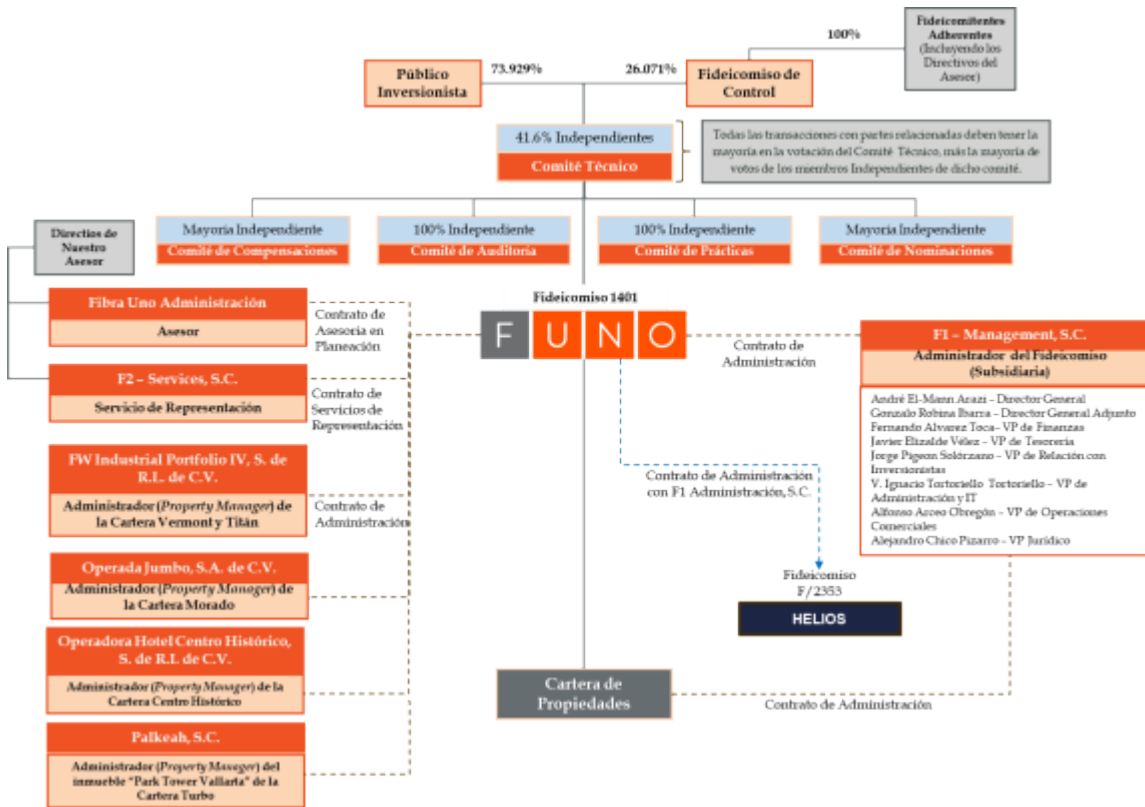 Fideicomitentes
Adherentes
(Incluyendo los
Directivos del
Asesor)
100%
Público
Inversionista
73.929%
26.071%
Fideicomiso de
Control
41.6% Independientes
Comité Técnico
Todas las transacciones con partes relacionadas deben tener la
mayoría en la votación del Comité Técnico, más la mayoría de
votos de los miembros Independientes de dicho comité.
Mayoría Independiente
Comité de Compensaciones
100% Independiente
Comité de Auditoría
100% Independiente
Comité de Prácticas
Mayoría Independiente
Comité de Nominaciones
Directios de
Nuestro
Asesor
Fideicomiso 1401
FUNO
Fibra Uno Administración
Asesor
Contrato de
Asesoría en
Planeación
F2 – Services, S.C.
Servicio de Representación
Contrato de
Servicios de
Representación
FW Industrial Portfolio IV, S. de
R.L. de C.V.
Administrador (Property Manager) de
la Cartera Vermont y Titán
Contrato de
Administración
Operada Jumbo, S.A. de C.V.
Administrador (Property Manager) de
la Cartera Morado
Operadora Hotel Centro Histórico,
S. de R.L de C.V.
Administrador (Property Manager) de la
Cartera Centro Histórico
Palkeah, S.C.
Administrador (Property Manager) del
inmueble "Park Tower Vallarta" de la
Cartera Turbo
Contrato de
Administración
F1 – Management, S.C.
Administrador del Fideicomiso
(Subsidiaria)
André El-Mann Arazi – Director General
Gonzalo Robina Ibarra – Director General Adjunto
Fernando Alvarez Toca– VP de Finanzas
Javier Elizalde Vélez – VP de Tesorería
Jorge Pigeon Solórzano – VP de Relación con
Inversionistas
V. Ignacio Tortoriello Tortoriello – VP de
Administración y IT
Alfonso Arceo Obregón – VP de Operaciones
Comerciales
Alejandro Chico Pizarro – VP Jurídico
Contrato de Administración
con F1 Administración, S.C.
Fideicomiso
F/2353
HELIOS
Cartera de
Propiedades
Contrato de Administración